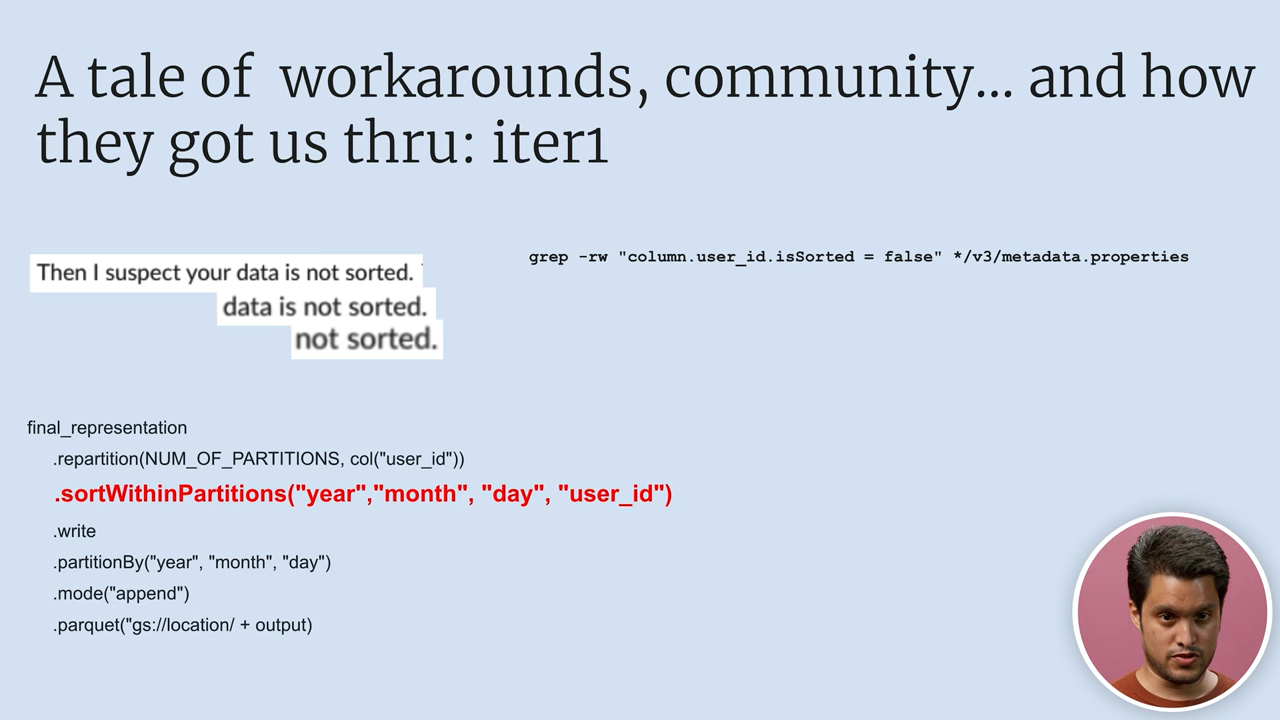 A tale of  workarounds, community... and how
they got us thru: iter1
Then I suspect your data is not sorted.
data is not sorted.
not sorted.
grep -rw "column.user_id.isSorted = false" */v3/metadata.properties
final_representation
.repartition(NUM_OF_PARTITIONS, col("user_id"))
.sortWithinPartitions("year","month", "day", "user_id")
.write
.partitionBy("year", "month", "day")
.mode("append")
.parquet("gs://location/ + output)